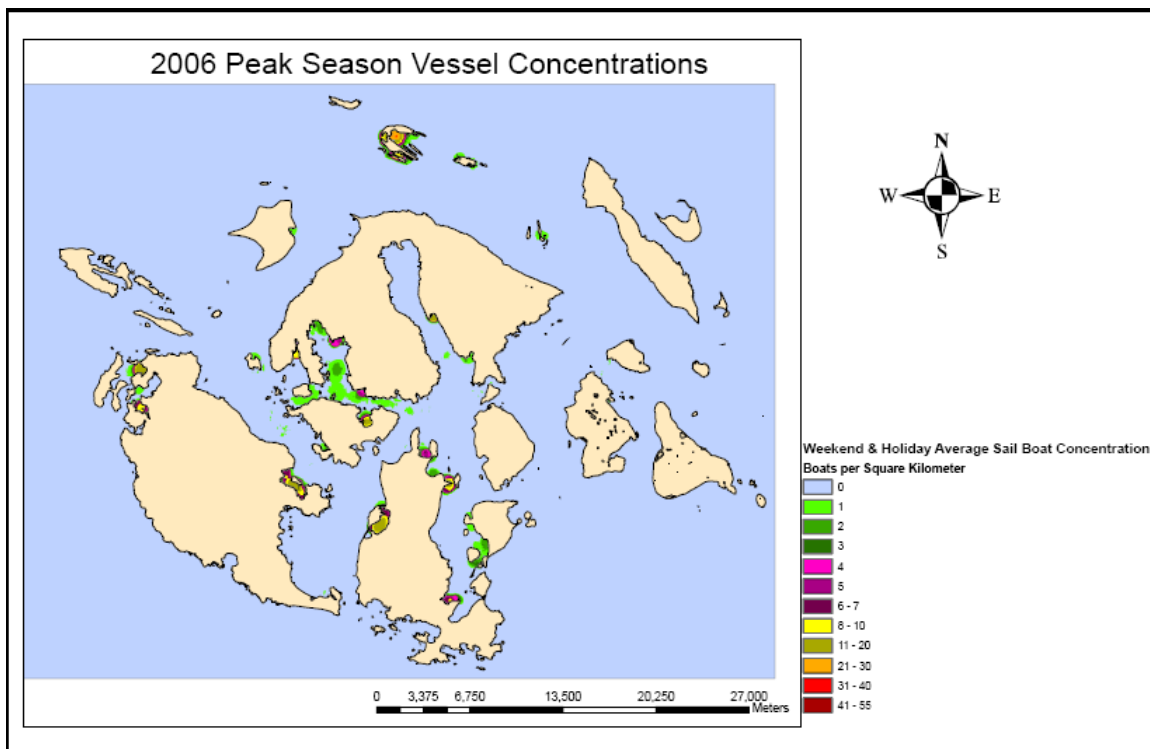 2006 Peak Season Vessel Concentrations
N
W E
S
Weekend & Holiday Average Sail Boat Concentration
Boats per Square Kilometer
0
1
2
3
4
5
6 - 7
8 - 10
11 - 20
21 - 30
31 - 40
41 - 55
0 3,375 6,750 13,500 20,250 27,000
Meters